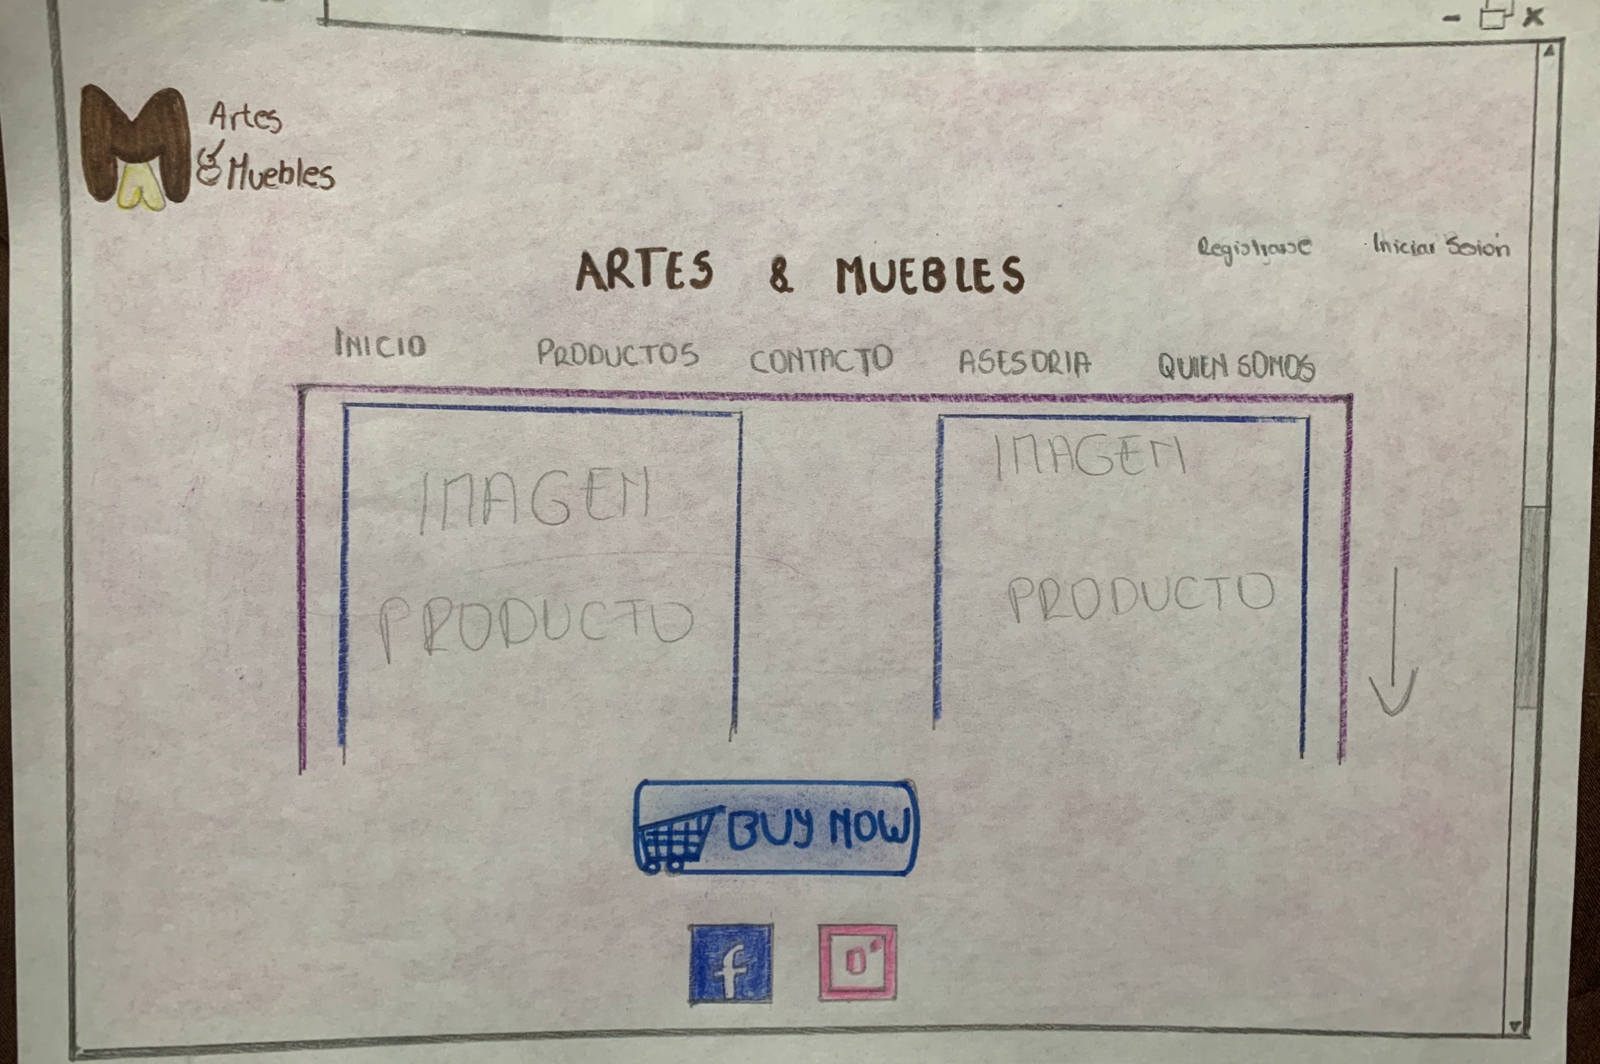 Artes
& Muebles
Registrarse Iniciar Sesión
ARTES & MUEBLES
INICIO PRODUCTOS CONTACTO ASESORIA QUIEN SOMOS
IMAGEN
PRODUCTO
IMAGEN
PRODUCTO
BUY NOW
f